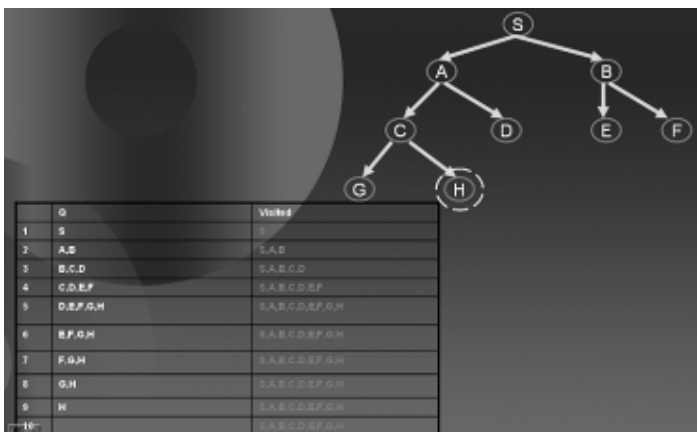 S
A B
C D E F
G H
Q Visited
1 S S
2 A,B S,A,B
3 B,C,D S,A,B,C,D
4 C,D,E,F S,A,B,C,D,E,F
5 D,E,F,G,H S,A,B,C,D,E,F,G,H
6 E,F,G,H S,A,B,C,D,E,F,G,H
7 F,G,H S,A,B,C,D,E,F,G,H
8 G,H S,A,B,C,D,E,F,G,H
9 H S,A,B,C,D,E,F,G,H
10 S,A,B,C,D,E,F,G,H